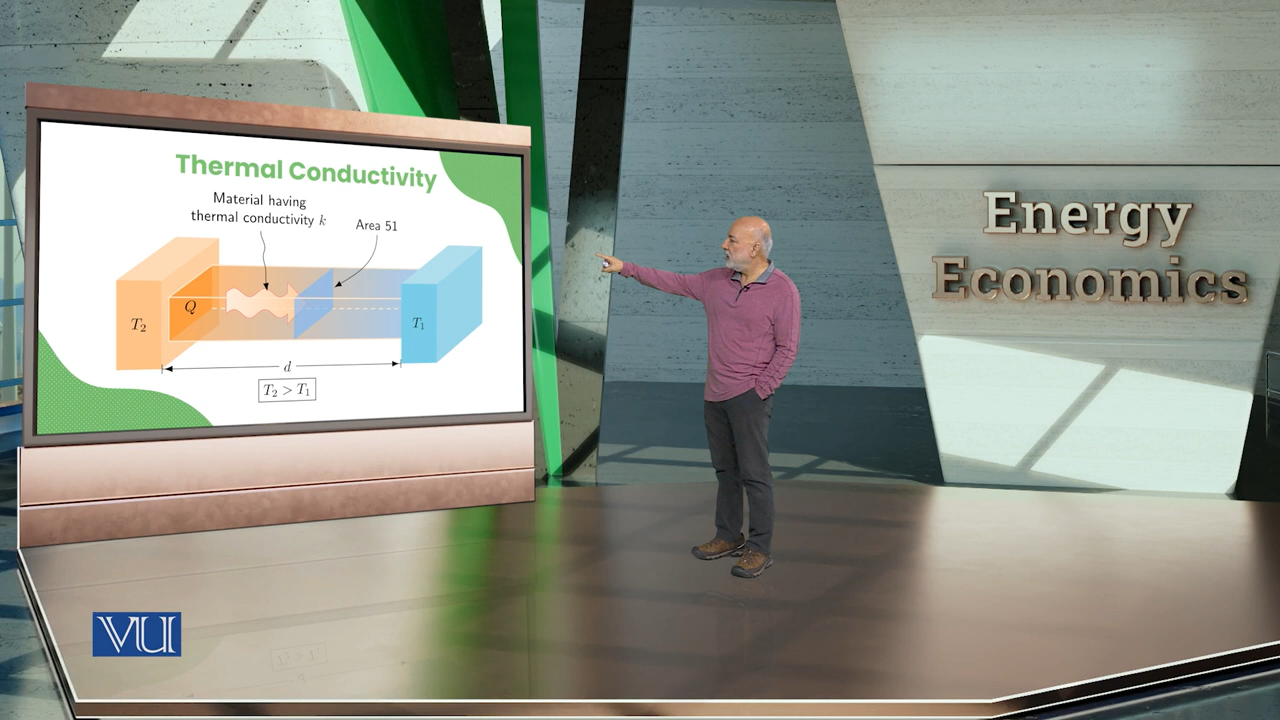 Thermal Conductivity
Material having
thermal conductivity k
Area 51
Q
T₂
T₁
d
T₂ > T₁
Energy
Economics
VU